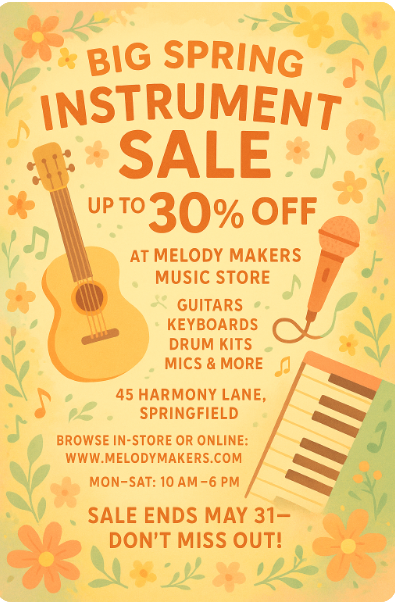 BIG SPRING
INSTRUMENT
SALE
UP TO 30% OFF
AT MELODY MAKERS
MUSIC STORE
GUITARS
KEYBOARDS
DRUM KITS
MICS & MORE
45 HARMONY LANE,
SPRINGFIELD
BROWSE IN-STORE OR ONLINE:
WWW.MELODYMAKERS.COM
MON–SAT: 10 AM–6 PM
SALE ENDS MAY 31—
DON'T MISS OUT!